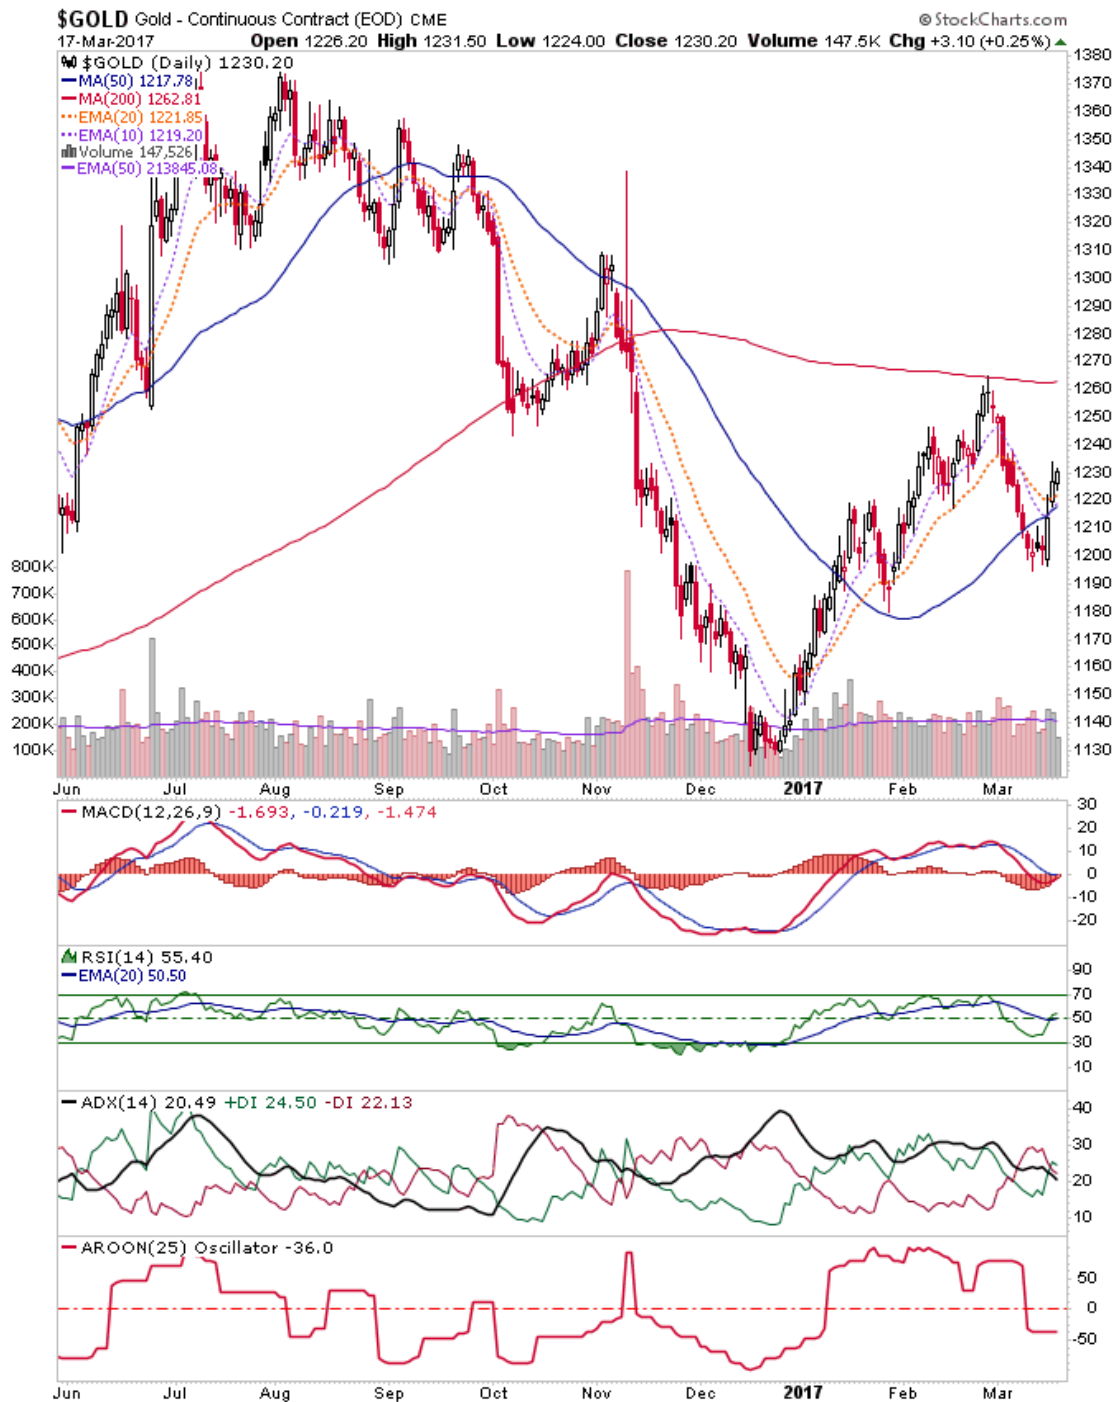 $GOLD Gold - Continuous Contract (EOD) CME © StockCharts.com
17-Mar-2017 Open 1226.20 High 1231.50 Low 1224.00 Close 1230.20 Volume 147.5K Chg +3.10 (+0.25%)
$GOLD (Daily) 1230.20
MA(50) 1217.78
MA(200) 1262.81
EMA(20) 1221.85
EMA(10) 1219.20
Volume 147,526
EMA(50) 213845.08
1380
1370
1360
1350
1340
1330
1320
1310
1300
1290
1280
1270
1260
1250
1240
1230
1220
1210
1200
1190
1180
1170
1160
1150
1140
1130
800K
700K
600K
500K
400K
300K
200K
100K
Jun Jul Aug Sep Oct Nov Dec 2017 Feb Mar
MACD(12,26,9) -1.693, -0.219, -1.474
30
20
10
0
-10
-20
RSI(14) 55.40
EMA(20) 50.50
90
70
50
30
10
ADX(14) 20.49 +DI 24.50 -DI 22.13
40
30
20
10
AROON(25) Oscillator -36.0
50
0
-50
Jun Jul Aug Sep Oct Nov Dec 2017 Feb Mar